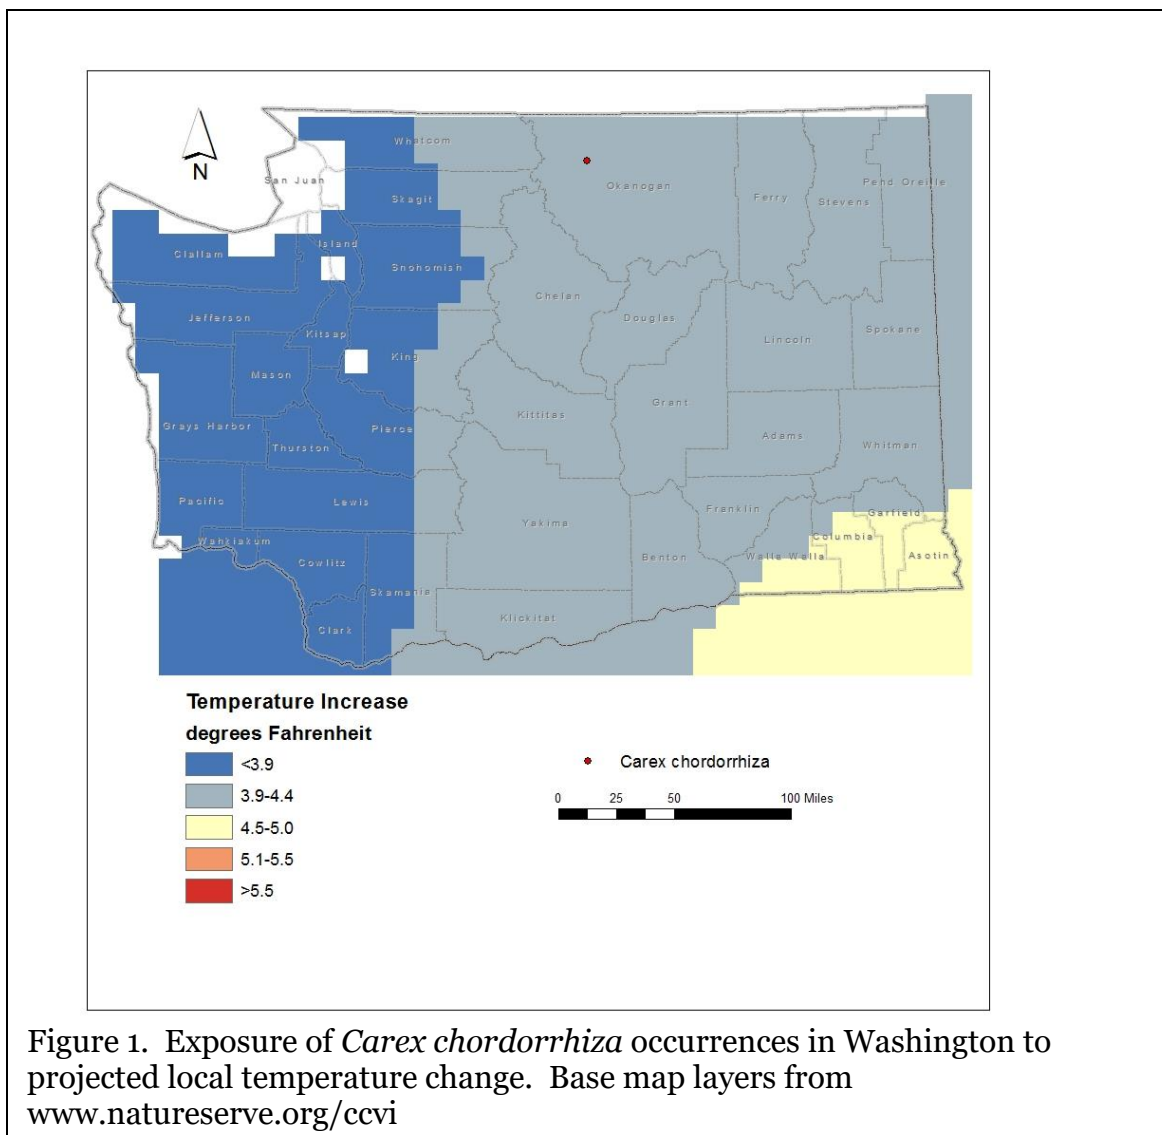 N
Whatcom
San Juan
Okanogan
Pend Oreille
Skagit
Ferry
Stevens
Island
Clallam
Snohomish
Chelan
Jefferson
Douglas
Spokane
Kitsap
Lincoln
King
Mason
Grant
Kittitas
Grays Harbor
Pierce
Adams
Whitman
Thurston
Pacific
Lewis
Franklin
Garfield
Yakima
Wahkiakum
Columbia
Benton
Walla Walla
Asotin
Cowlitz
Skamania
Klickitat
Clark
Temperature Increase
degrees Fahrenheit
<3.9
3.9-4.4
4.5-5.0
5.1-5.5
>5.5
Carex chordorrhiza
0 25 50 100 Miles
Figure 1. Exposure of Carex chordorrhiza occurrences in Washington to
projected local temperature change. Base map layers from
www.natureserve.org/ccvi